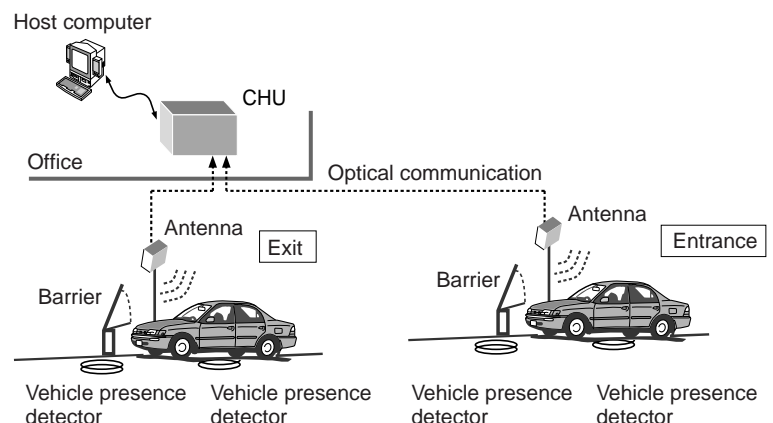 Host computer
CHU
Office
Optical communication
Antenna
Exit
Barrier
Antenna
Entrance
Barrier
Vehicle presence
detector
Vehicle presence
detector
Vehicle presence
detector
Vehicle presence
detector